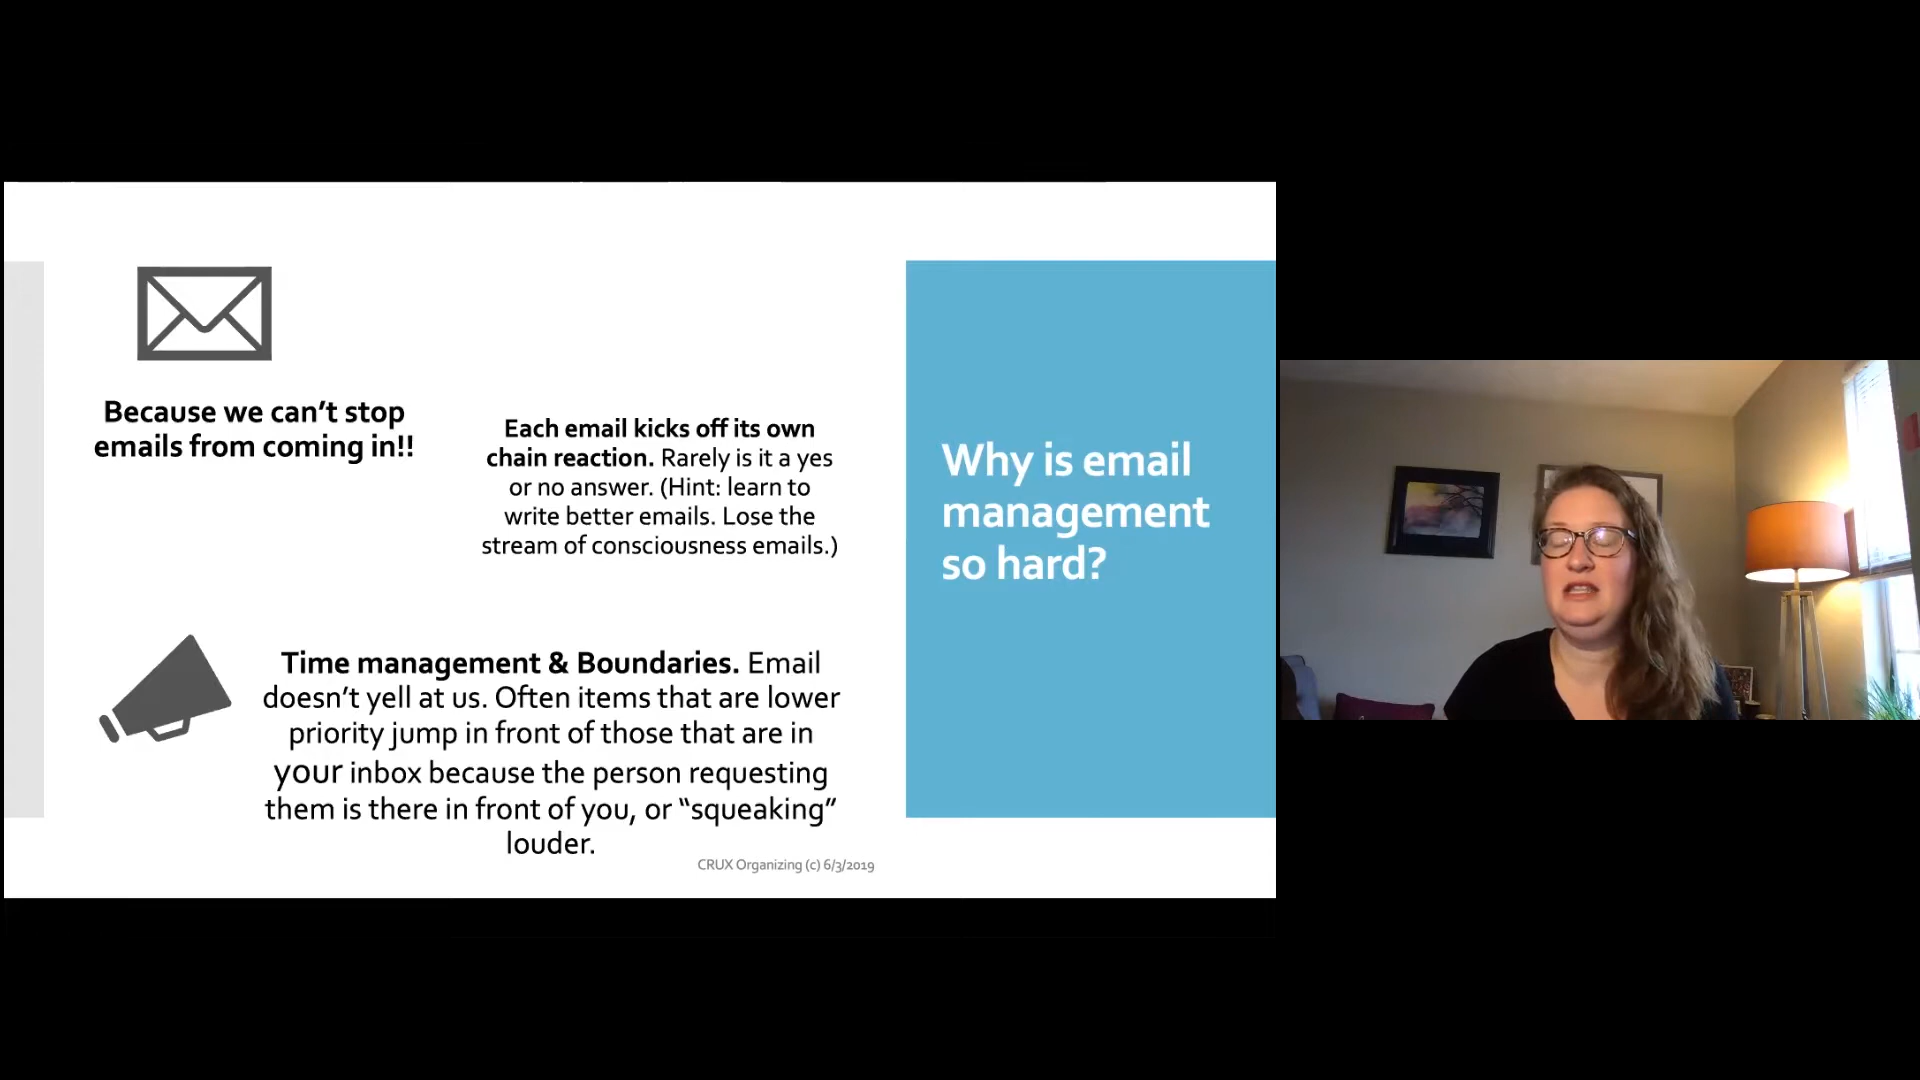 Because we can't stop
emails from coming in!!
Each email kicks off its own
chain reaction. Rarely is it a yes
or no answer. (Hint: learn to
write better emails. Lose the
stream of consciousness emails.)
Time management & Boundaries. Email
doesn't yell at us. Often items that are lower
priority jump in front of those that are in
your inbox because the person requesting
them is there in front of you, or “squeaking”
louder.
CRUX Organizing (c) 6/3/2019
Why is email
management
so hard?